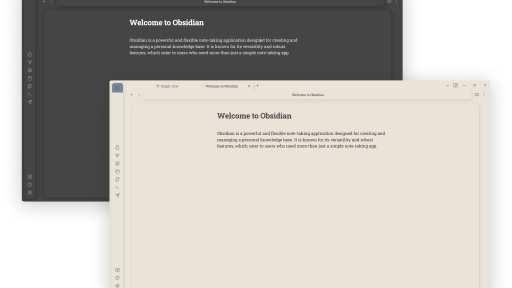 Welcome to Obsidian
Welcome to Obsidian
Obsidian is a powerful and flexible note-taking application designed for creating and
managing a personal knowledge base. It is known for its versatility and robust
features, which cater to users who need more than just a simple note-taking app.
Graph view
Welcome to Obsidian
Welcome to Obsidian
Welcome to Obsidian
Obsidian is a powerful and flexible note-taking application designed for creating and
managing a personal knowledge base. It is known for its versatility and robust
features, which cater to users who need more than just a simple note-taking app.